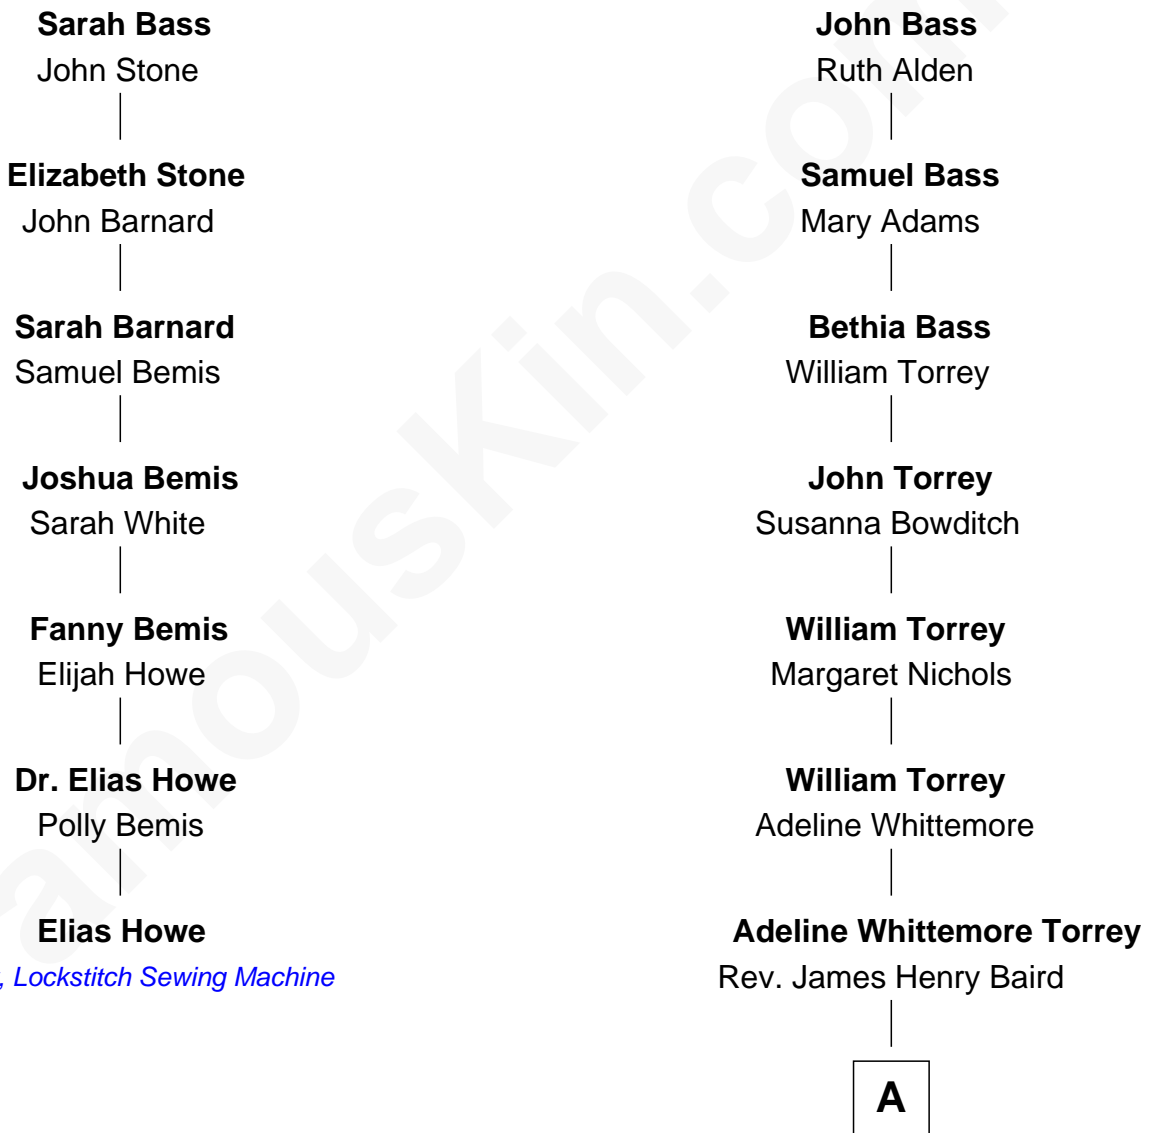 Sarah Bass
John Stone
Elizabeth Stone
John Barnard
Sarah Barnard
Samuel Bemis
Joshua Bemis
Sarah White
Fanny Bemis
Elijah Howe
Dr. Elias Howe
Polly Bemis
Elias Howe
, Lockstitch Sewing Machine
John Bass
Ruth Alden
Samuel Bass
Mary Adams
Bethia Bass
William Torrey
John Torrey
Susanna Bowditch
William Torrey
Margaret Nichols
William Torrey
Adeline Whittemore
Adeline Whittemore Torrey
Rev. James Henry Baird
A
amouskin.com